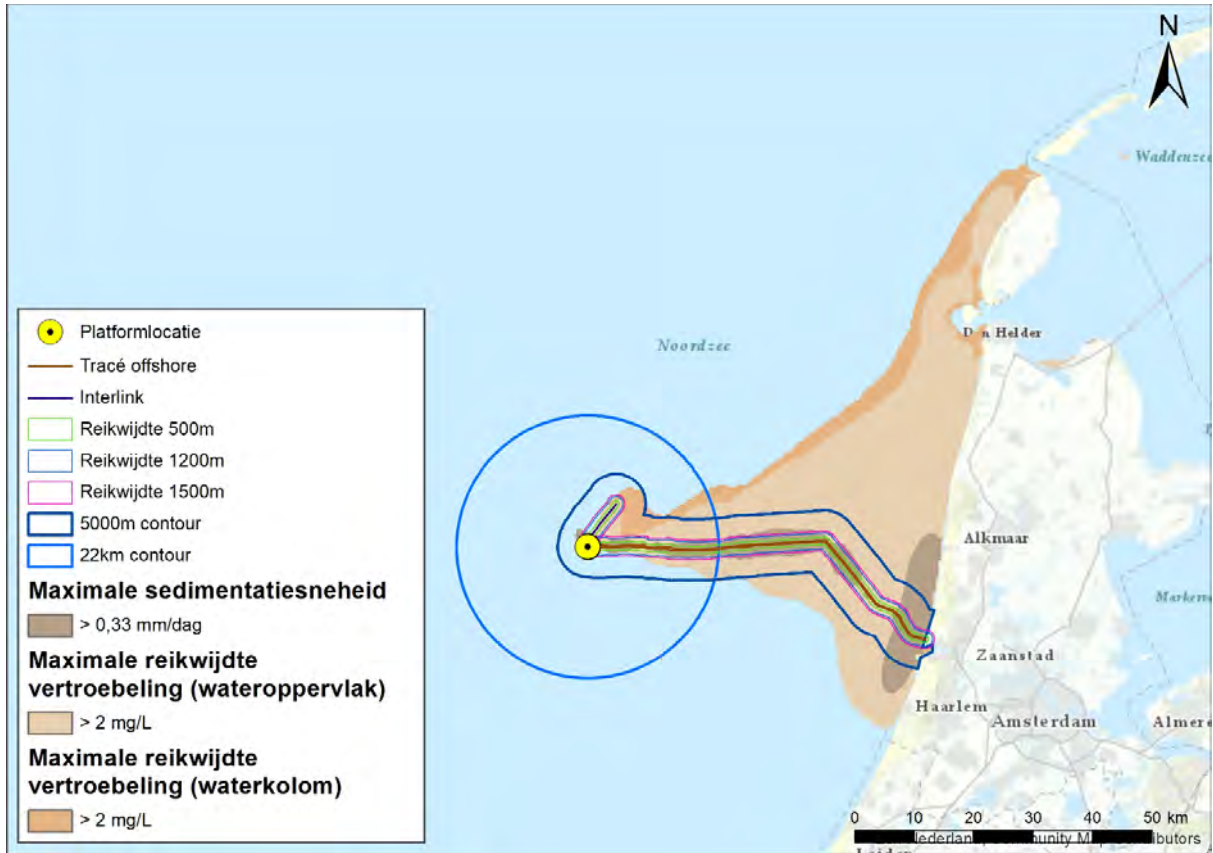 N
Waddenzee
Noordzee
Den Helder
Alkmaar
Zaanstad
Haarlem
Amsterdam
Almere
Platformlocatie
Tracé offshore
Interlink
Reikwijdte 500m
Reikwijdte 1200m
Reikwijdte 1500m
5000m contour
22km contour
Maximale sedimentatiesneheid
> 0,33 mm/dag
Maximale reikwijdte
vertroebeling (wateroppervlak)
> 2 mg/L
Maximale reikwijdte
vertroebeling (waterkolom)
> 2 mg/L
0 10 20 30 40 50 km